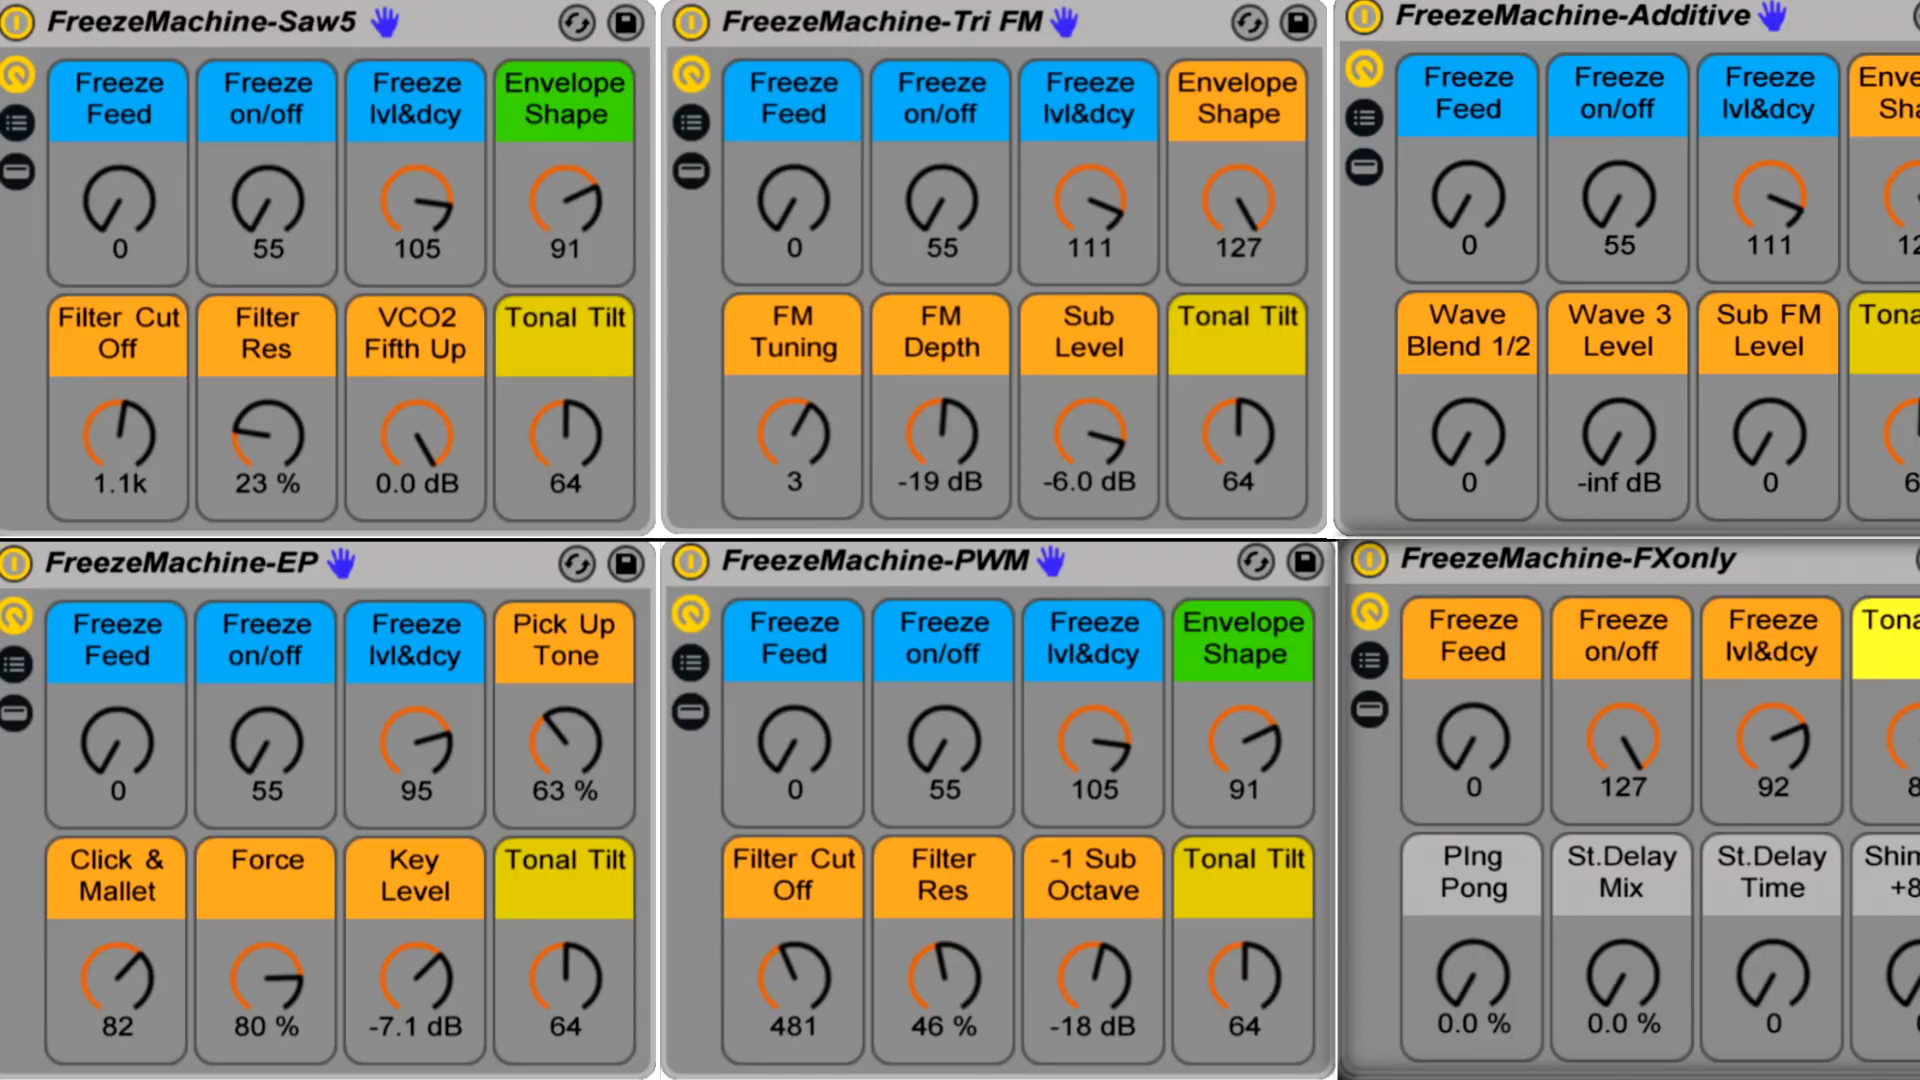 FreezeMachine-Saw5
Freeze Feed
Freeze on/off
Freeze lvl&dcy
Envelope Shape
0
55
105
91
Filter Cut Off
Filter Res
VCO2 Fifth Up
Tonal Tilt
1.1k
23 %
0.0 dB
64
FreezeMachine-Tri FM
Freeze Feed
Freeze on/off
Freeze lvl&dcy
Envelope Shape
0
55
111
127
FM Tuning
FM Depth
Sub Level
Tonal Tilt
3
-19 dB
-6.0 dB
64
FreezeMachine-Additive
Freeze Feed
Freeze on/off
Freeze lvl&dcy
0
55
111
Wave Blend 1/2
Wave 3 Level
Sub FM Level
0
-inf dB
0
FreezeMachine-EP
Freeze Feed
Freeze on/off
Freeze lvl&dcy
Pick Up Tone
0
55
95
63 %
Click & Mallet
Force
Key Level
Tonal Tilt
82
80 %
-7.1 dB
64
FreezeMachine-PWM
Freeze Feed
Freeze on/off
Freeze lvl&dcy
Envelope Shape
0
55
105
91
Filter Cut Off
Filter Res
-1 Sub Octave
Tonal Tilt
481
46 %
-18 dB
64
FreezeMachine-FXonly
Freeze Feed
Freeze on/off
Freeze lvl&dcy
0
127
92
PIng Pong
St.Delay Mix
St.Delay Time
0.0 %
0.0 %
0